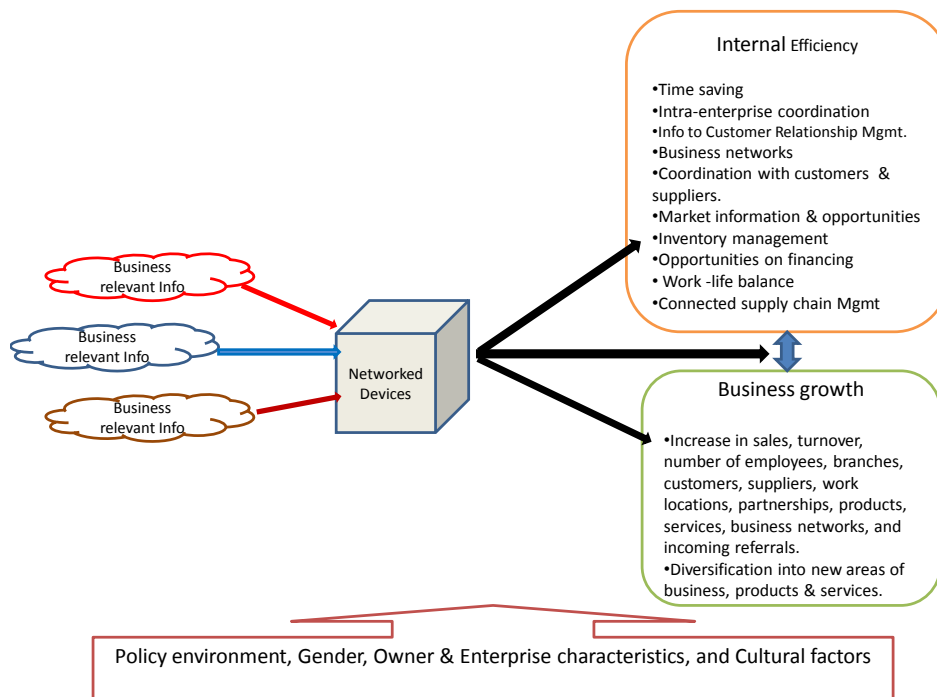 Internal Efficiency
•Time saving
•Intra-enterprise coordination
•Info to Customer Relationship Mgmt.
•Business networks
•Coordination with customers &
suppliers.
•Market information & opportunities
•Inventory management
•Opportunities on financing
• Work -life balance
•Connected supply chain Mgmt
Business
relevant Info
Business
relevant Info
Business
relevant Info
Networked
Devices
Business growth
•Increase in sales, turnover,
number of employees, branches,
customers, suppliers, work
locations, partnerships, products,
services, business networks, and
incoming referrals.
•Diversification into new areas of
business, products & services.
Policy environment, Gender, Owner & Enterprise characteristics, and Cultural factors